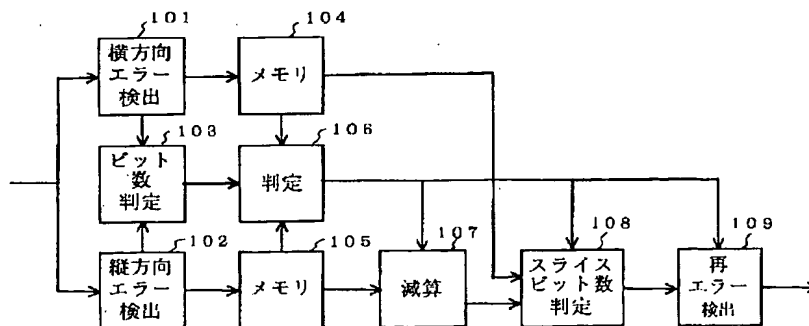 101
横方向
エラー
検出
104
メモリ
103
ビット
数
判定
106
判定
102
縦方向
エラー
検出
105
メモリ
107
減算
108
スライス
ビット数
判定
109
再
エラー
検出